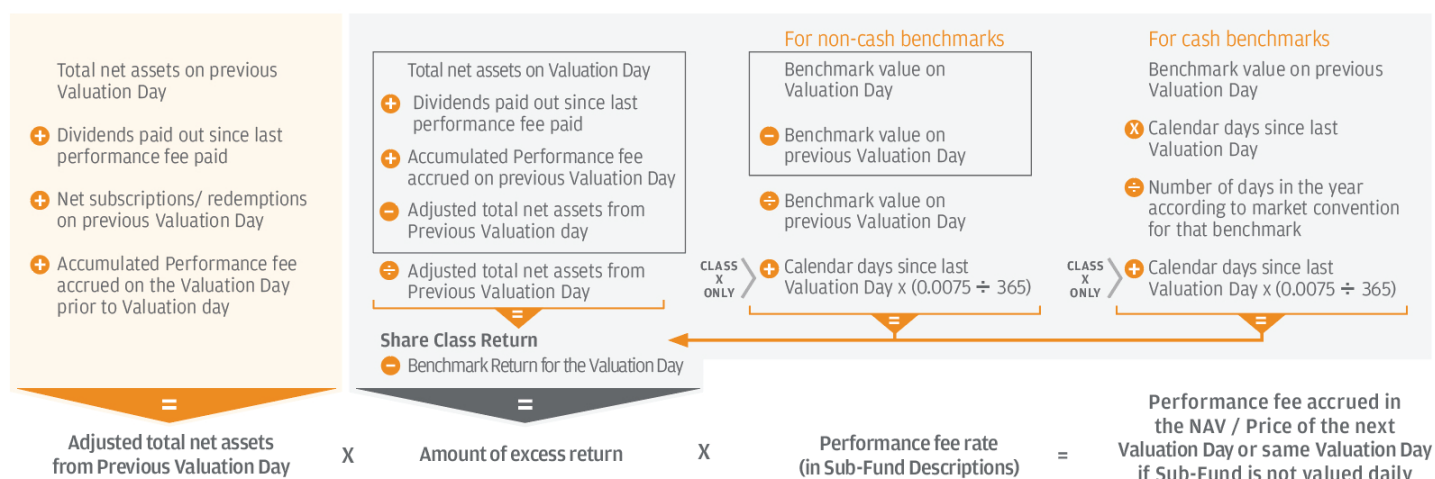 Total net assets on previous
Valuation Day
+ Dividends paid out since last
performance fee paid
+ Net subscriptions/ redemptions
on previous Valuation Day
+ Accumulated Performance fee
accrued on the Valuation Day
prior to Valuation day
=
Total net assets on Valuation Day
+ Dividends paid out since last
performance fee paid
+ Accumulated Performance fee
accrued on previous Valuation Day
− Adjusted total net assets from
Previous Valuation day
÷ Adjusted total net assets from
Previous Valuation Day
=
Share Class Return
− Benchmark Return for the Valuation Day
=
For non-cash benchmarks
Benchmark value on
Valuation Day
− Benchmark value on
previous Valuation Day
÷ Benchmark value on
previous Valuation Day
CLASS
X
ONLY
+ Calendar days since last
Valuation Day x (0.0075 ÷ 365)
=
For cash benchmarks
Benchmark value on previous
Valuation Day
x Calendar days since last
Valuation Day
÷ Number of days in the year
according to market convention
for that benchmark
CLASS
X
ONLY
+ Calendar days since last
Valuation Day x (0.0075 ÷ 365)
=
Adjusted total net assets
from Previous Valuation Day
X
Amount of excess return
X
Performance fee rate
(in Sub-Fund Descriptions)
=
Performance fee accrued in
the NAV / Price of the next
Valuation Day or same Valuation Day
if Sub-Fund is not valued daily